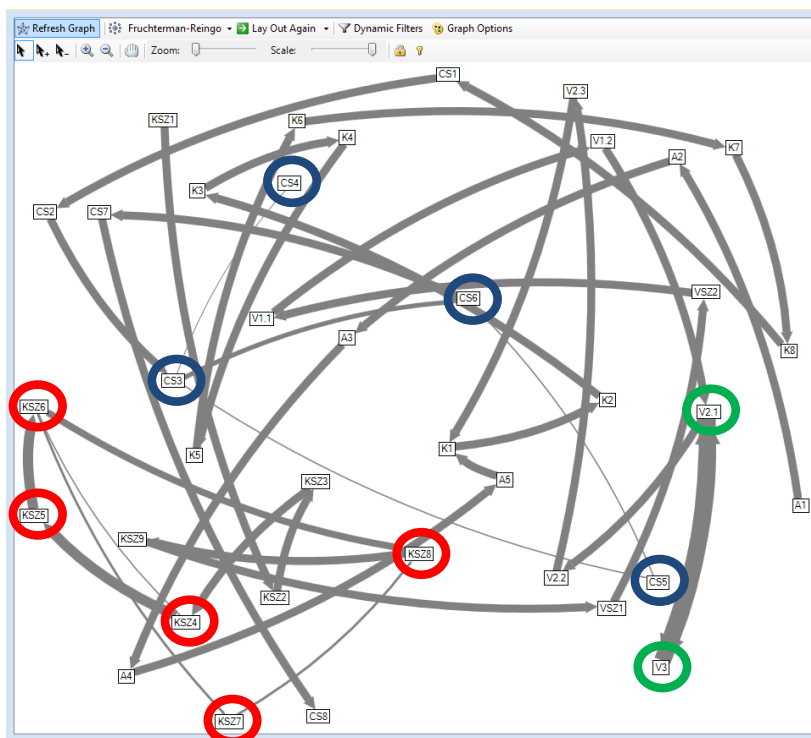 Refresh Graph Fruchterman-Reingo Lay Out Again Dynamic Filters Graph Options
Zoom: Scale:
CS1
V2.3
KSZ1
K6
K4
V1.2
K7
A2
CS4
K3
CS2
CS7
VSZ2
CS6
V1.1
A3
K8
CS3
K2
KSZ6
V2.1
K1
K5
A5
KSZ3
A1
KSZ5
KSZ9
KSZ8
V2.2
CS5
KSZ2
VSZ1
KSZ4
V3
A4
CS8
KSZ7